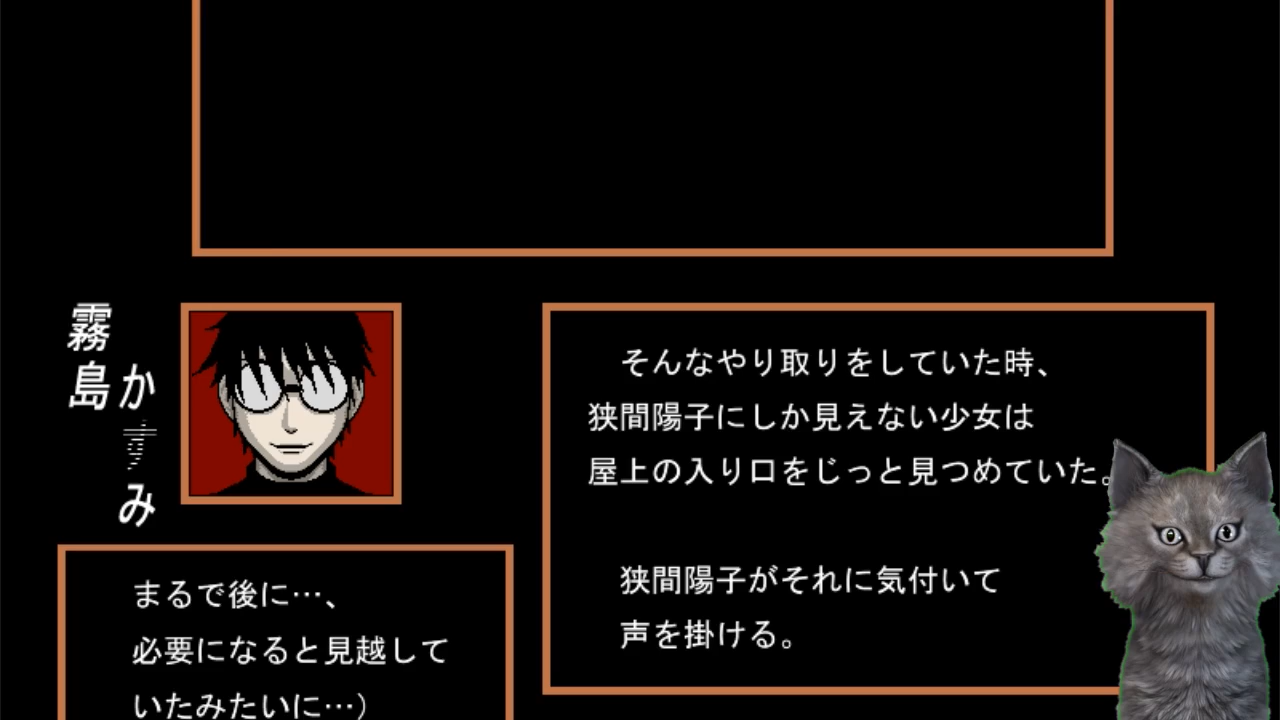 霧島
かすみ
そんなやり取りをしていた時、
狭間陽子にしか見えない少女は
屋上の入り口をじっと見つめていた。
狭間陽子がそれに気付いて
声を掛ける。
まるで後に…、
必要になると見越して
いたみたいに…)